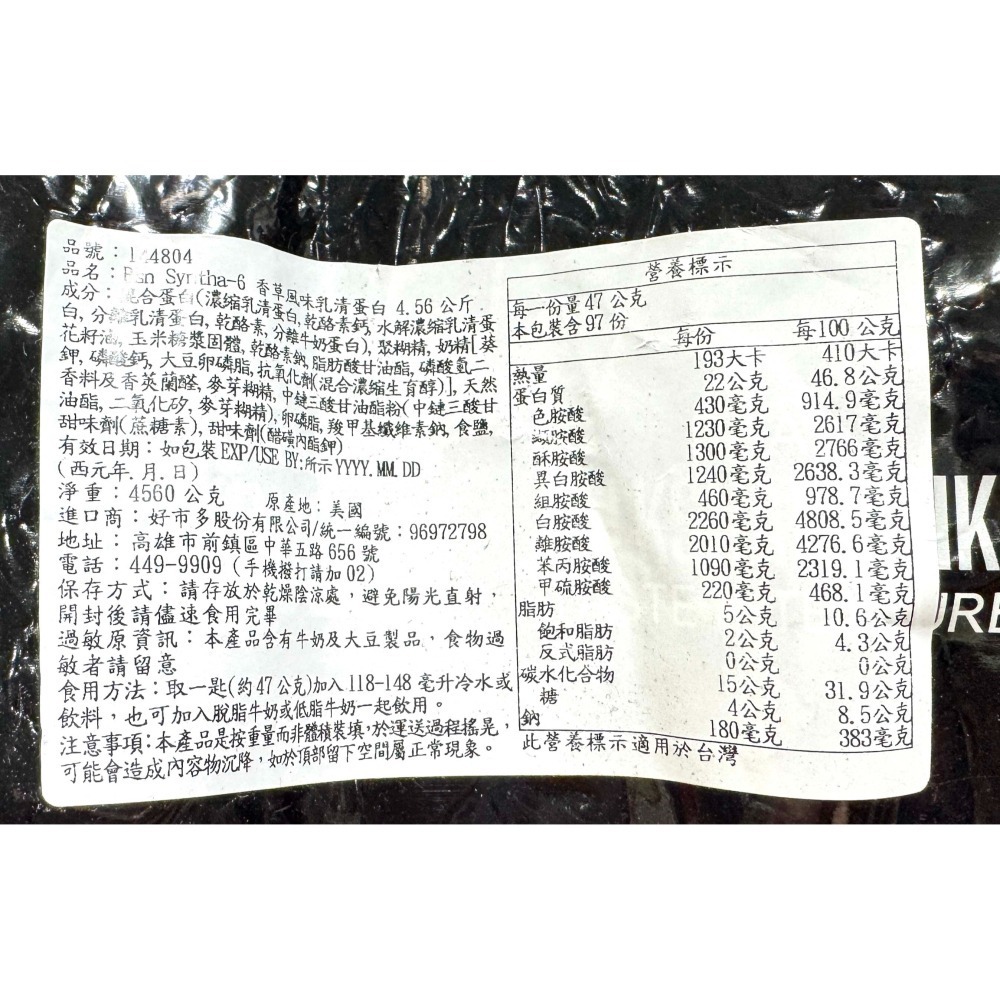 品號：144804
品名：Bsn Syntha-6 香草風味乳清蛋白 4.56 公斤.
成分：混合蛋白(濃縮乳清蛋白, 乾酪素鈣, 水解濃縮乳清蛋
白, 分離乳清蛋白, 乾酪素, 分離牛奶蛋白), 聚糊精, 奶精[葵
花籽油, 玉米糖漿固體, 乾酪素鈉, 脂肪酸甘油酯, 磷酸氫二
鉀, 磷酸鈣, 大豆卵磷脂, 抗氧化劑(混合濃縮生育醇)], 天然
香料及香莢蘭醛, 麥芽糊精, 中鏈三酸甘油酯粉(中鏈三酸甘
油酯, 二氧化矽, 麥芽糊精), 卵磷脂, 羧甲基纖維素鈉, 食鹽,
甜味劑(蔗糖素), 甜味劑(醋磺內酯鉀)
有效日期：如包裝EXP/USE BY:所示YYYY. MM. DD
(西元年. 月. 日)
淨重：4560 公克 原產地：美國
進口商：好市多股份有限公司/統一編號：96972798
地址：高雄市前鎮區中華五路 656 號
電話：449-9909 (手機撥打請加 02)
保存方式：請存放於乾燥陰涼處，避免陽光直射，
開封後請儘速食用完畢
過敏原資訊：本產品含有牛奶及大豆製品，食物過
敏者請留意
食用方法：取一匙(約 47 公克)加入 118-148 毫升冷水或
飲料，也可加入脫脂牛奶或低脂牛奶一起飲用。
注意事項：本產品是按重量而非體積裝填，於運送過程搖晃，
可能會造成內容物沉降，如於頂部留下空間屬正常現象。
營養標示
每一份量 47 公克
本包裝含 97 份
每份 每100 公克
熱量 193大卡 410大卡
蛋白質 22公克 46.8公克
色胺酸 430毫克 914.9毫克
纈胺酸 1230毫克 2617毫克
酥胺酸 1300毫克 2766毫克
異白胺酸 1240毫克 2638.3毫克
組胺酸 460毫克 978.7毫克
白胺酸 2260毫克 4808.5毫克
離胺酸 2010毫克 4276.6毫克
苯丙胺酸 1090毫克 2319.1毫克
甲硫胺酸 220毫克 468.1毫克
脂肪 5公克 10.6公克
飽和脂肪 2公克 4.3公克
反式脂肪 0公克 0公克
碳水化合物 15公克 31.9公克
糖 4公克 8.5公克
鈉 180毫克 383毫克
此營養標示適用於台灣